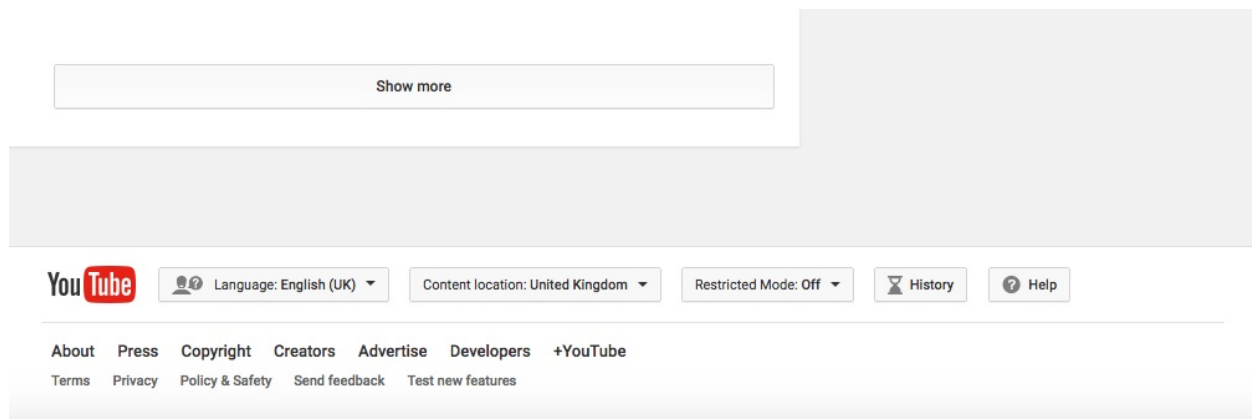 Show more
YouTube Language: English (UK) Content location: United Kingdom Restricted Mode: Off History Help
About Press Copyright Creators Advertise Developers +YouTube
Terms Privacy Policy & Safety Send feedback Test new features